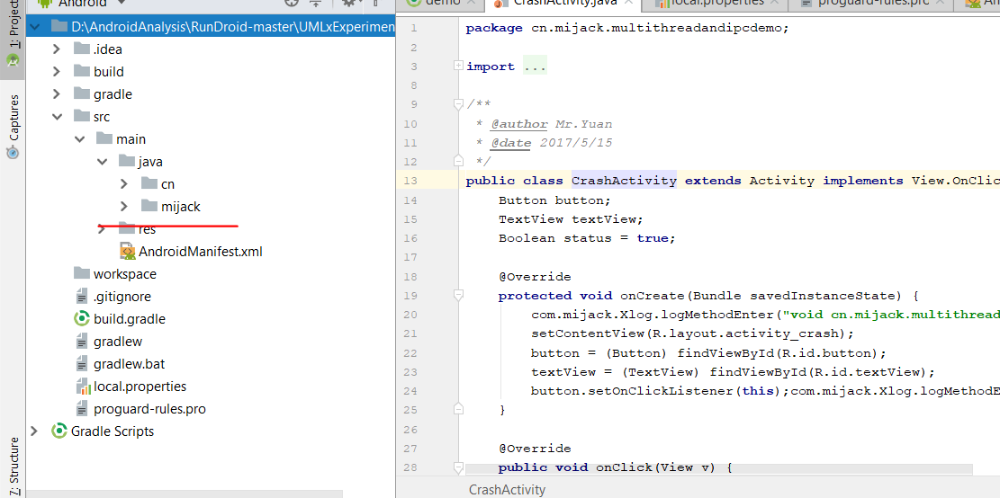 Android
demo
CrashActivity.java
local.properties
proguard-rules.pro
1: Project
Captures
Z: Structure
D:\AndroidAnalysis\RunDroid-master\UMLxExperimen
.idea
build
gradle
src
main
java
cn
mijack
res
AndroidManifest.xml
workspace
.gitignore
build.gradle
gradlew
gradlew.bat
local.properties
proguard-rules.pro
Gradle Scripts
1 package cn.mijack.multithreadandipcdemo;
2
3 import ...
8
9 /**
10 * @author Mr.Yuan
11 * @date 2017/5/15
12 */
13 public class CrashActivity extends Activity implements View.OnClic
14 Button button;
15 TextView textView;
16 Boolean status = true;
17
18 @Override
19 protected void onCreate(Bundle savedInstanceState) {
20 com.mijack.Xlog.logMethodEnter("void cn.mijack.multithread
21 setContentView(R.layout.activity_crash);
22 button = (Button) findViewById(R.id.button);
23 textView = (TextView) findViewById(R.id.textView);
24 button.setOnClickListener(this);com.mijack.Xlog.logMethodE
25 }
26
27 @Override
28 public void onClick(View v) {
CrashActivity